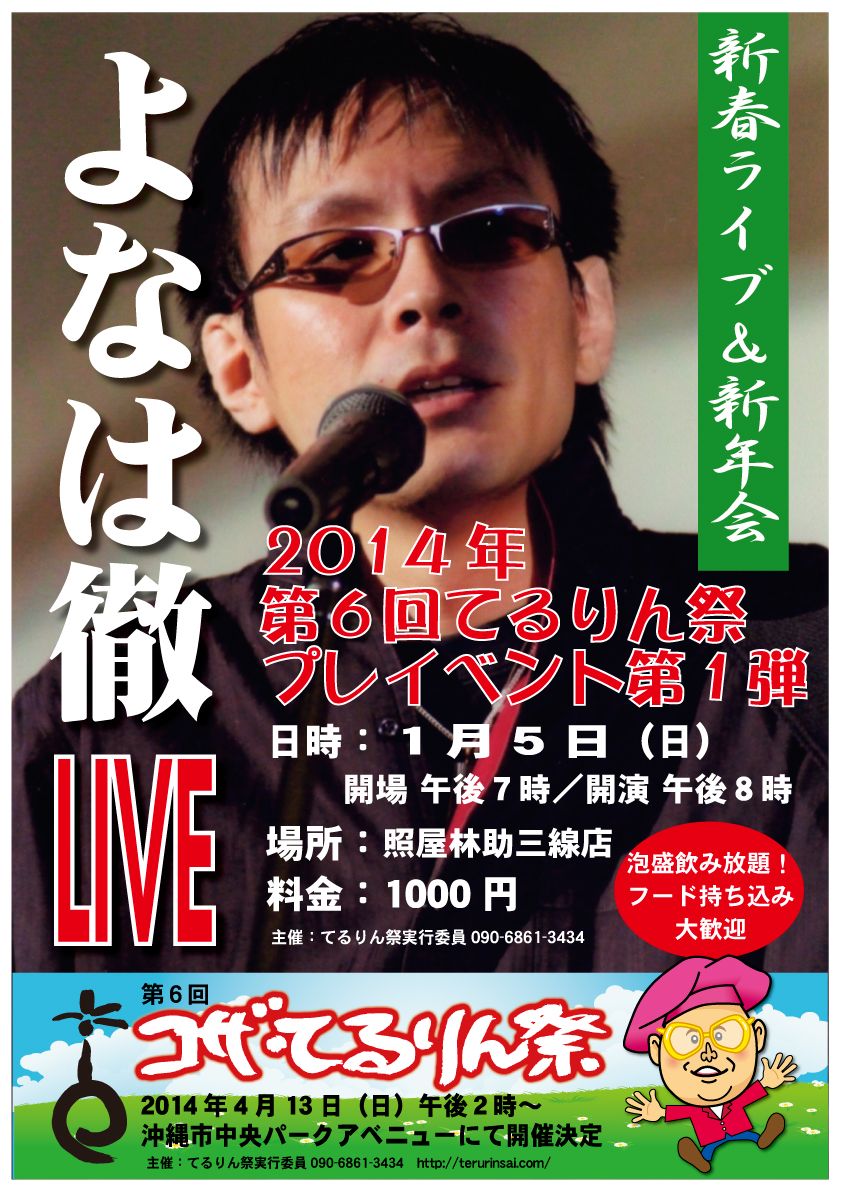 新春ライブ&新年会
よなは徹
LIVE
2014年
第6回てるりん祭
プレイベント第1弾
日時：1月5日（日）
開場 午後7時／開演 午後8時
場所：照屋林助三線店
料金：1000円
主催：てるりん祭実行委員 090-6861-3434
泡盛飲み放題！
フード持ち込み
大歓迎
第6回
コザ・てるりん祭
2014年4月13日（日）午後2時～
沖縄市中央パークアベニューにて開催決定
主催：てるりん祭実行委員 090-6861-3434 http://terurinsai.com/